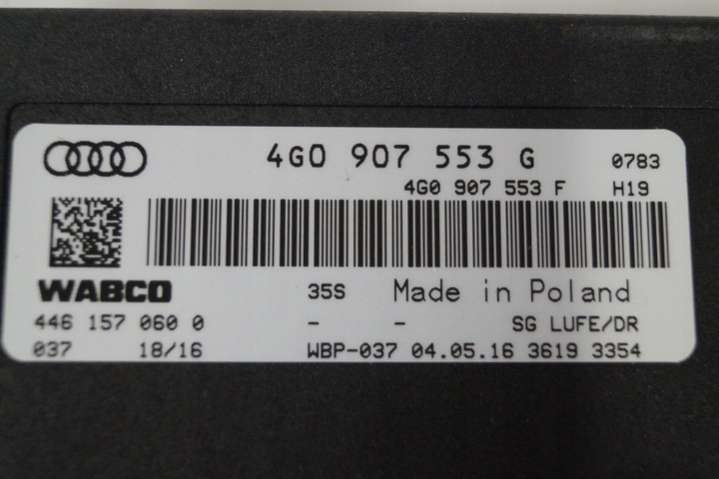 4G0 907 553 G 0783
4G0 907 553 F H19
WABCO 35S Made in Poland
446 157 060 0 - - SG LUFE/DR
037 18/16 WBP-037 04.05.16 3619 3354